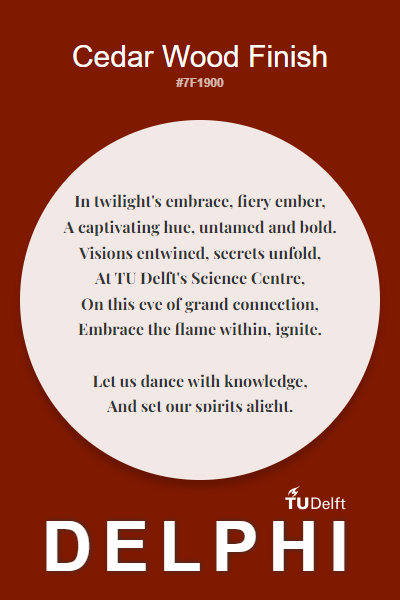 Cedar Wood Finish
#7F1900
In twilight's embrace, fiery ember,
A captivating hue, untamed and bold.
Visions entwined, secrets unfold,
At TU Delft's Science Centre,
On this eve of grand connection,
Embrace the flame within, ignite.
Let us dance with knowledge,
And set our spirits alight.
TU Delft
DELPHI